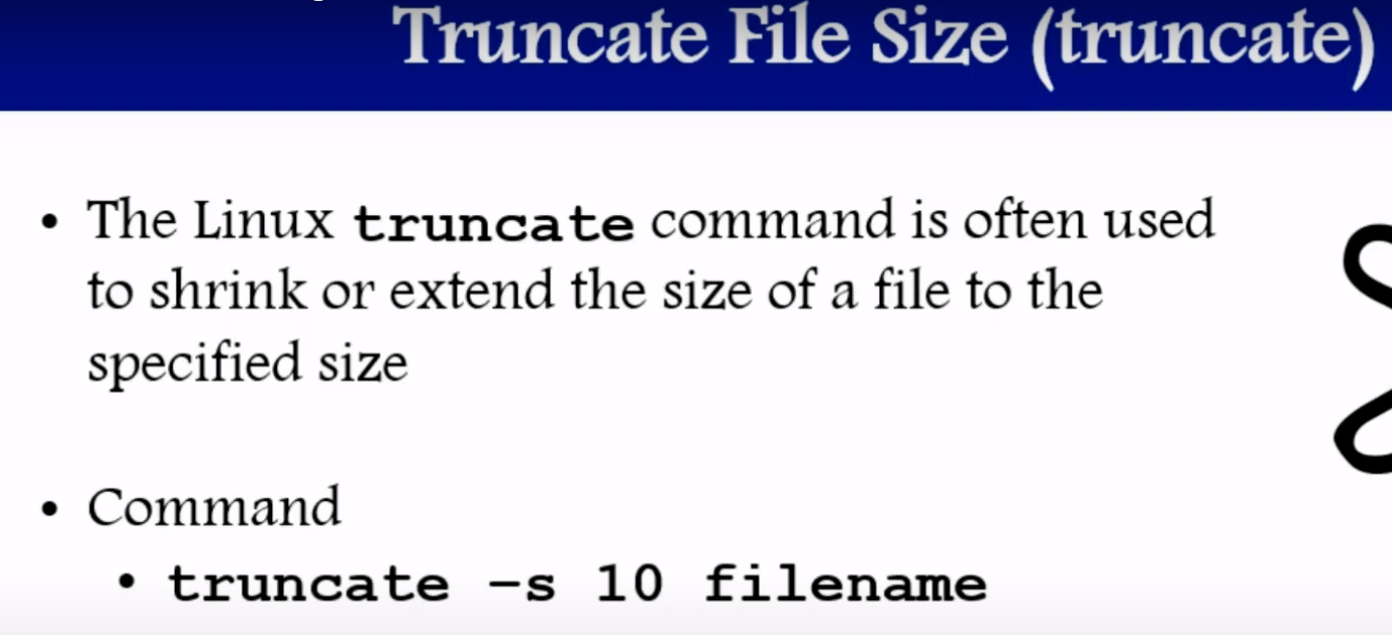 Truncate File Size (truncate)
• The Linux truncate command is often used
to shrink or extend the size of a file to the
specified size
• Command
• truncate -s 10 filename